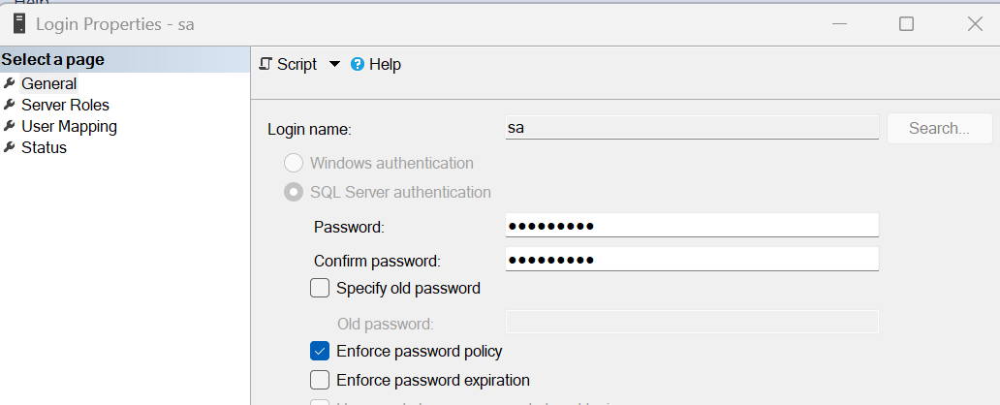 Help
Login Properties - sa
Select a page
General
Server Roles
User Mapping
Status
Script Help
Login name: sa Search...
Windows authentication
SQL Server authentication
Password: ●●●●●●●●●
Confirm password: ●●●●●●●●●
Specify old password
Old password:
Enforce password policy
Enforce password expiration